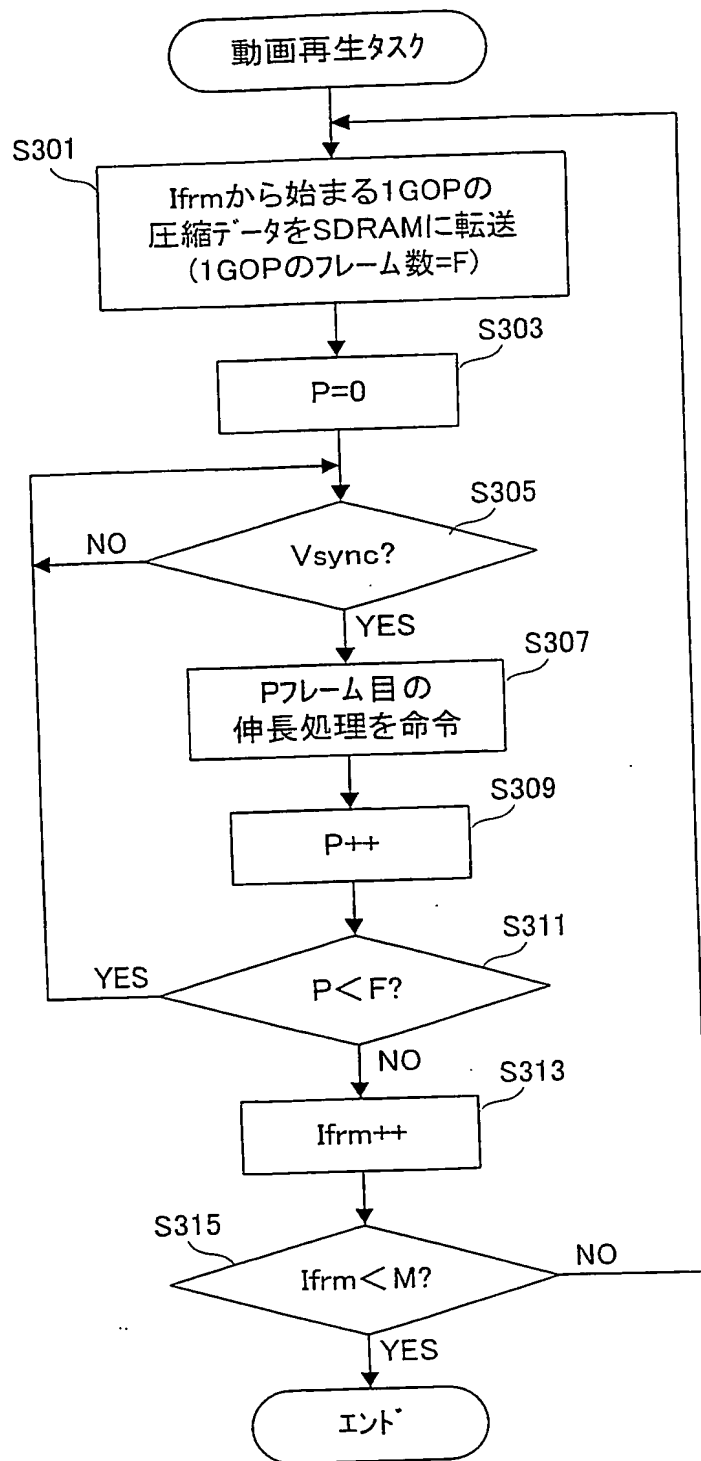 動画再生タスク
S301
Ifrmから始まる1GOPの
圧縮データをSDRAMに転送
(1GOPのフレーム数=F)
S303
P=0
S305
NO
Vsync?
YES
S307
Pフレーム目の
伸長処理を命令
S309
P++
S311
YES
P<F?
NO
S313
Ifrm++
S315
Ifrm<M?
NO
YES
エンド